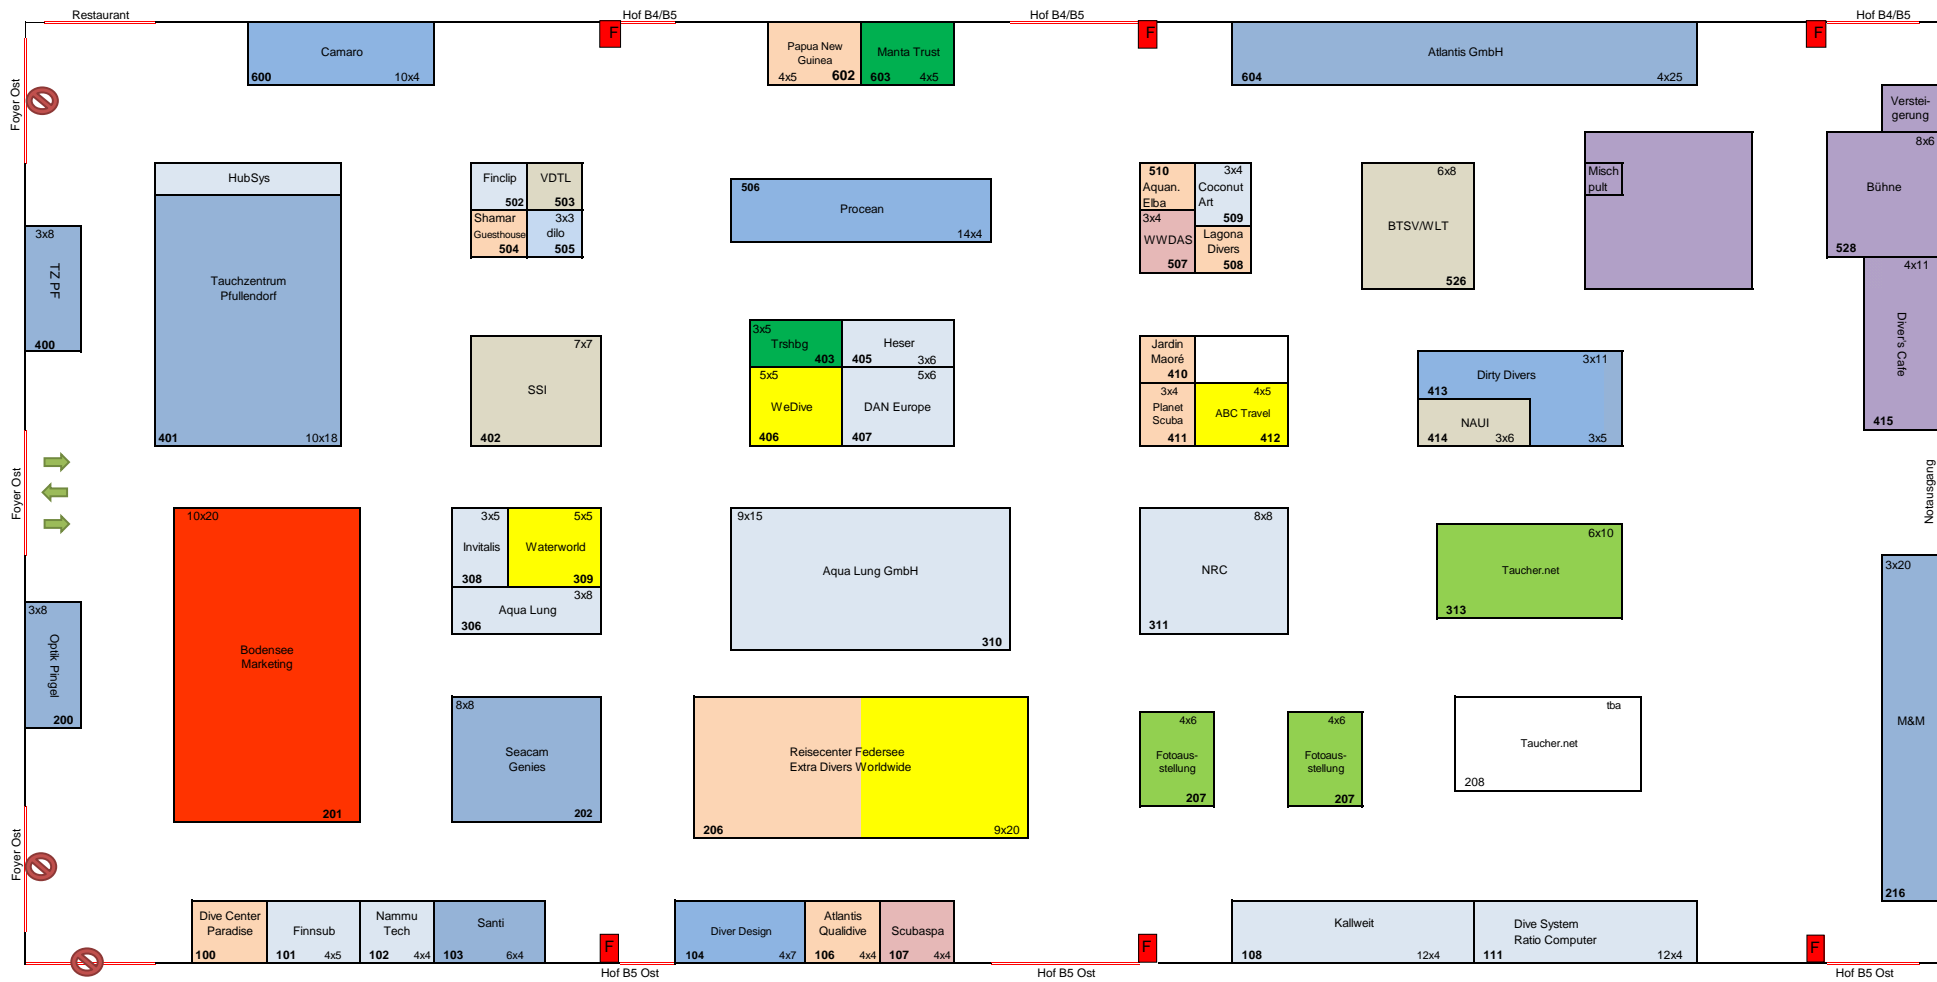 Restaurant
Hof B4/B5
Hof B4/B5
Hof B4/B5
F
F
F
Camaro
600
10x4
Papua New
Guinea
4x5
602
Manta Trust
603
4x5
Atlantis GmbH
604
4x25
Foyer Ost
Verstei-
gerung
8x6
Bühne
528
HubSys
Tauchzentrum
Pfullendorf
401
10x18
3x8
TZ PF
400
Finclip
502
VDTL
503
Shamar
Guesthouse
504
3x3
dilo
505
506
Procean
14x4
510
Aquan.
Elba
3x4
Coconut
Art
509
3x4
WWDAS
507
Lagona
Divers
508
6x8
BTSV/WLT
526
Misch
pult
4x11
Diver's Cafe
415
7x7
SSI
402
3x5
Trshbg
403
Heser
405
3x6
5x5
WeDive
406
5x6
DAN Europe
407
Jardin
Maoré
410
3x4
Planet
Scuba
411
4x5
ABC Travel
412
3x11
Dirty Divers
413
NAUI
414
3x6
3x5
Foyer Ost
Notausgang
10x20
Bodensee
Marketing
201
3x5
Invitalis
308
5x5
Waterworld
309
3x8
Aqua Lung
306
9x15
Aqua Lung GmbH
310
8x8
NRC
311
6x10
Taucher.net
313
3x20
M&M
216
3x8
Optik Pingel
200
8x8
Seacam
Genies
202
Reisecenter Federsee
Extra Divers Worldwide
206
9x20
4x6
Fotoaus-
stellung
207
4x6
Fotoaus-
stellung
207
tba
Taucher.net
208
Foyer Ost
Dive Center
Paradise
100
Finnsub
101
4x5
Nammu
Tech
102
4x4
Santi
103
6x4
F
Diver Design
104
4x7
Atlantis
Qualidive
106
4x4
Scubaspa
107
4x4
F
Kallweit
108
12x4
Dive System
Ratio Computer
111
12x4
F
Hof B5 Ost
Hof B5 Ost
Hof B5 Ost